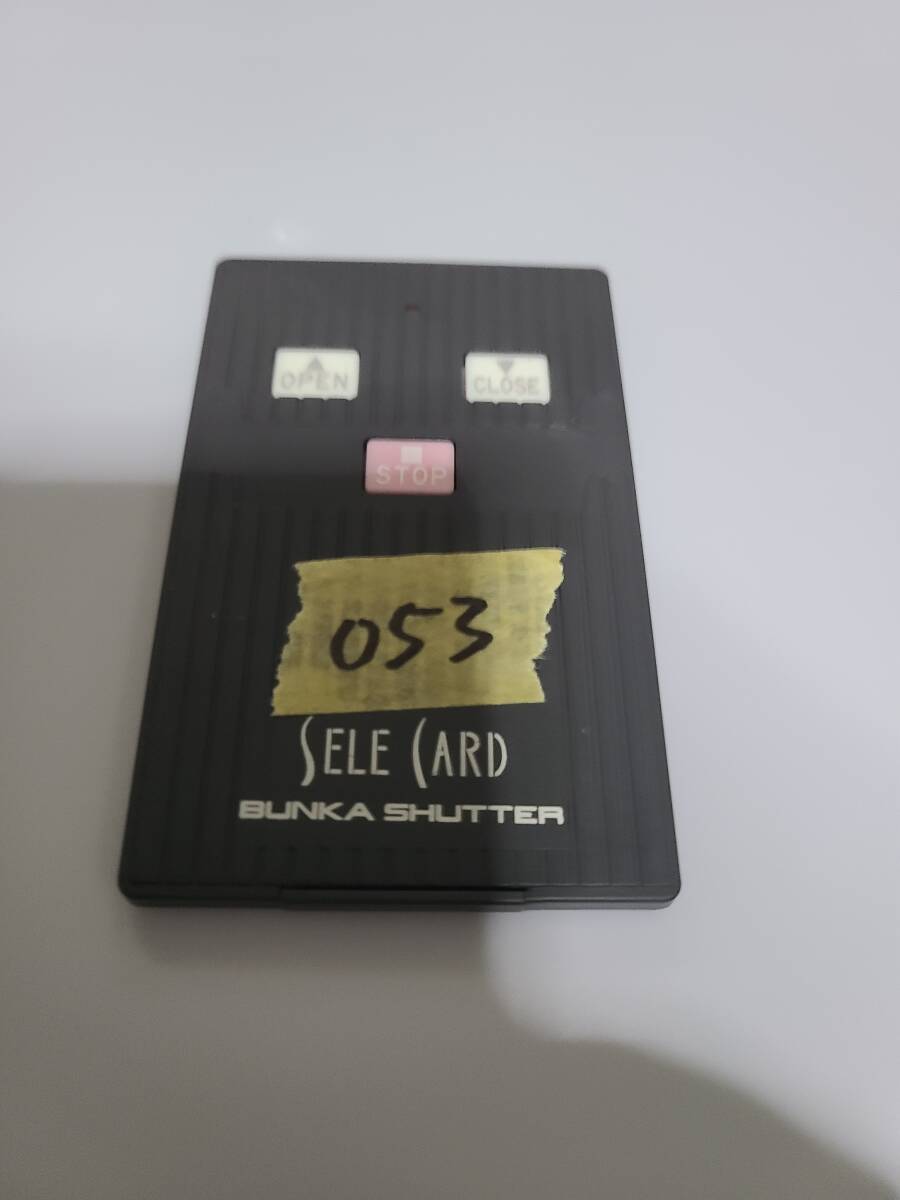 OPEN
CLOSE
STOP
053
SELE CARD
BUNKA SHUTTER